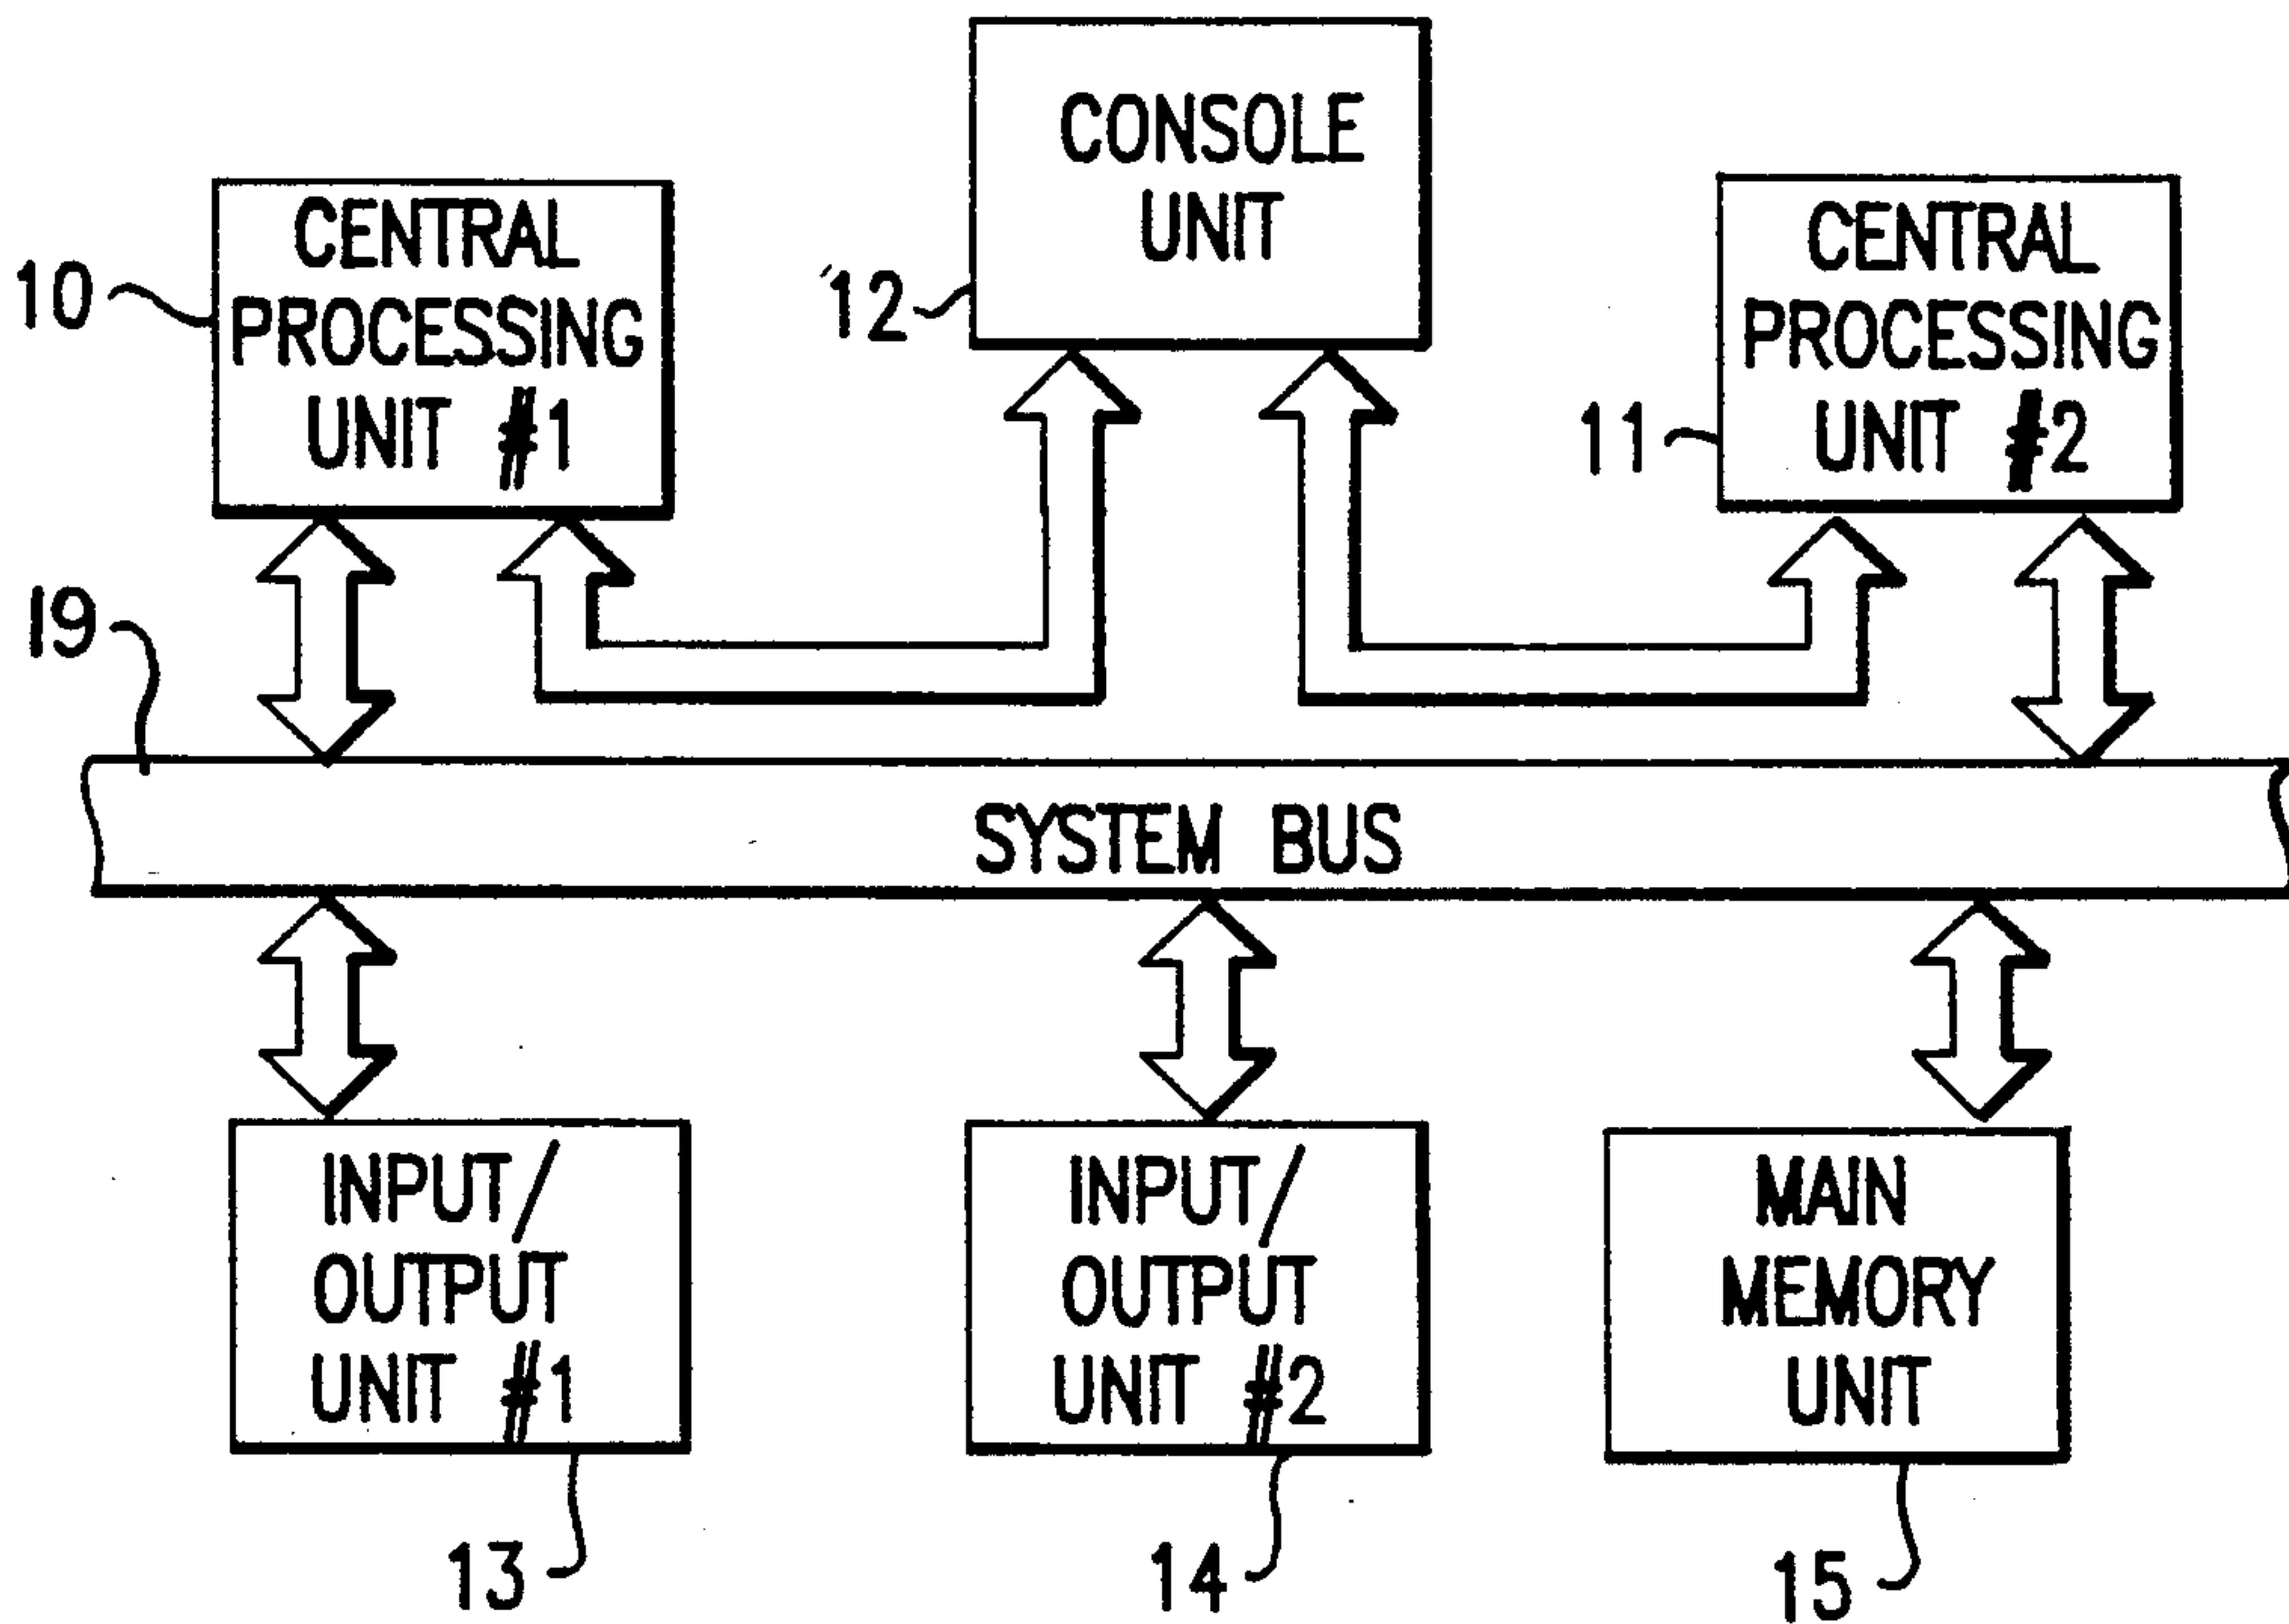 CONSOLE
UNIT
12
CENTRAL
PROCESSING
UNIT #1
10
CENTRAL
PROCESSING
UNIT #2
11
19
SYSTEM BUS
INPUT/
OUTPUT
UNIT #1
13
INPUT/
OUTPUT
UNIT #2
14
MAIN
MEMORY
UNIT
15